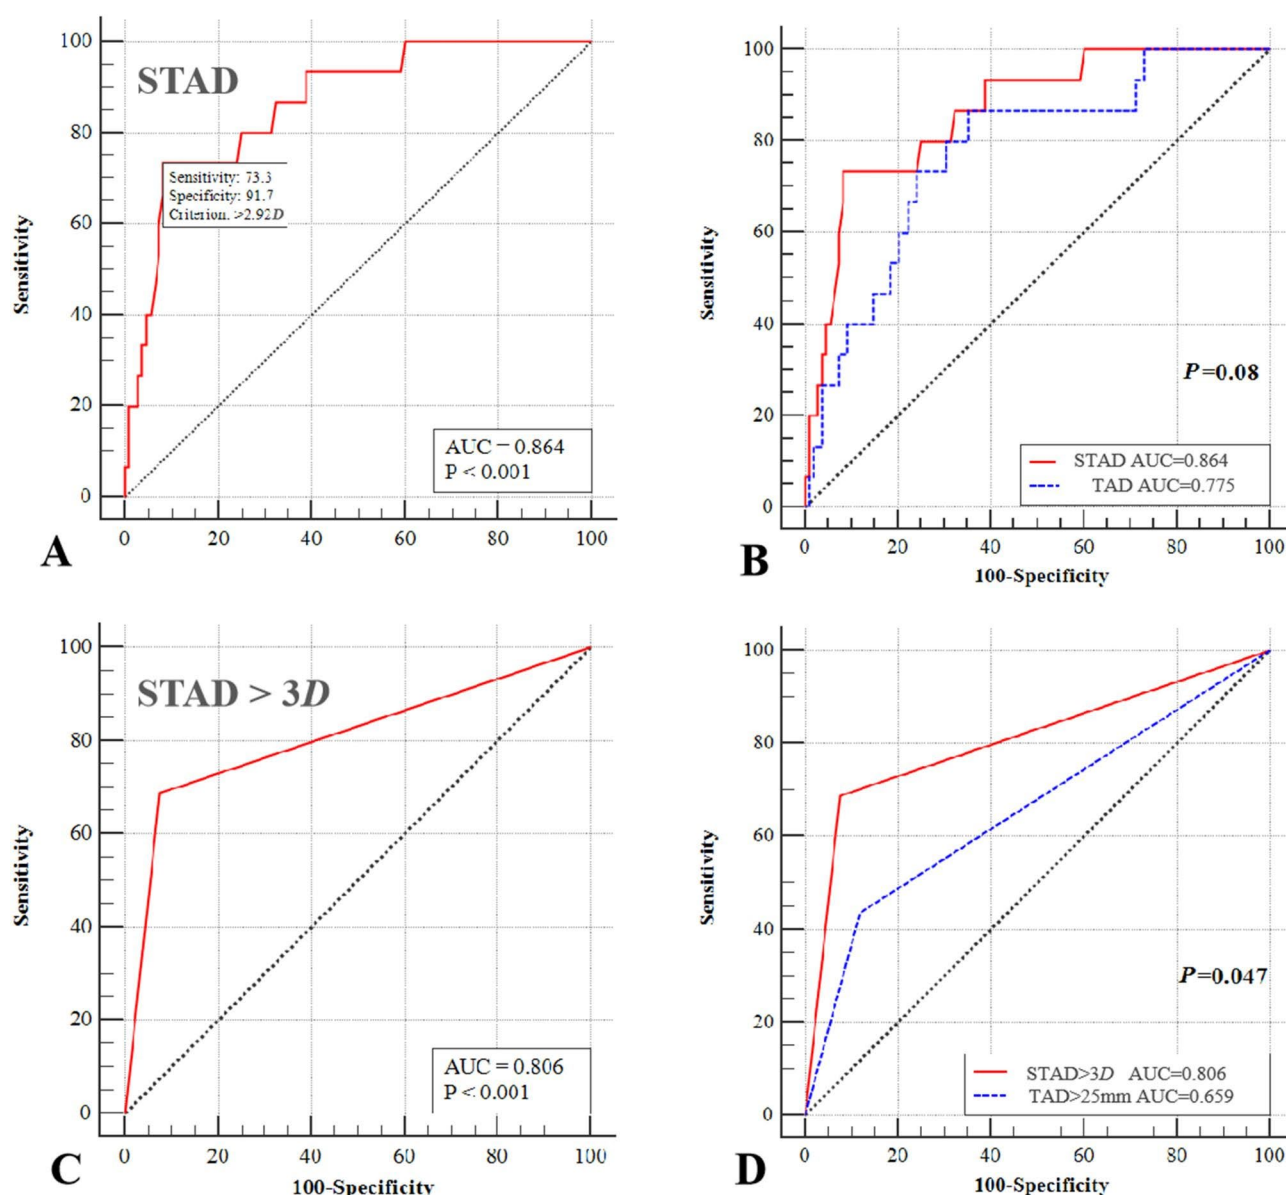 STAD
Sensitivity
100
80
60
40
20
0
Sensitivity: 73.3
Specificity: 91.7
Criterion: >2.92D
AUC = 0.864
P < 0.001
0 20 40 60 80 100
A
Sensitivity
100
80
60
40
20
0
P=0.08
STAD AUC=0.864
TAD AUC=0.775
0 20 40 60 80 100
100-Specificity
B
STAD > 3D
Sensitivity
100
80
60
40
20
0
AUC = 0.806
P < 0.001
0 20 40 60 80 100
100-Specificity
C
Sensitivity
100
80
60
40
20
0
P=0.047
STAD>3D AUC=0.806
TAD>25mm AUC=0.659
0 20 40 60 80 100
100-Specificity
D